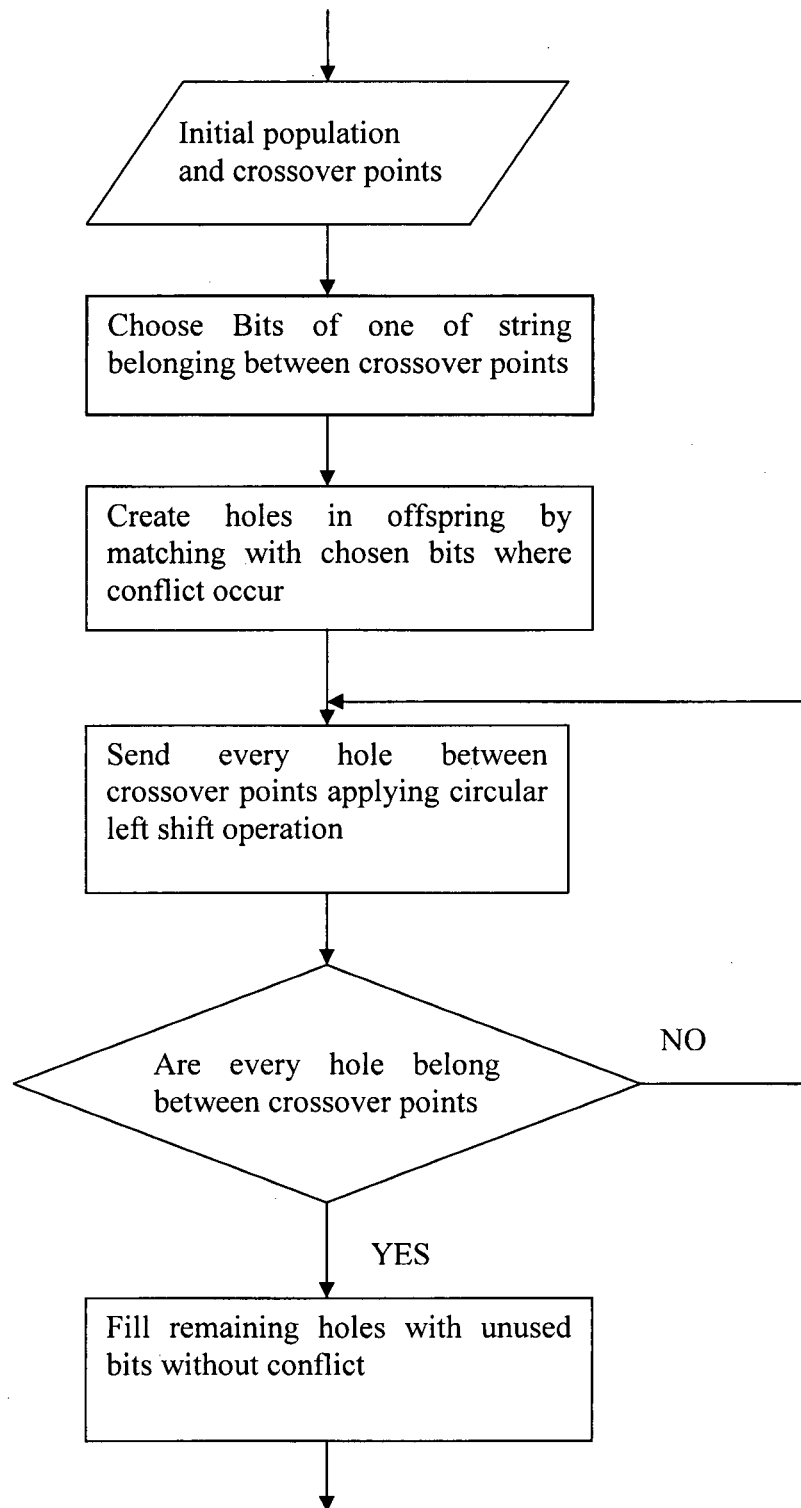 Initial population
and crossover points
Choose Bits of one of string
belonging between crossover points
Create holes in offspring by
matching with chosen bits where
conflict occur
Send every hole between
crossover points applying circular
left shift operation
Are every hole belong
between crossover points
NO
YES
Fill remaining holes with unused
bits without conflict